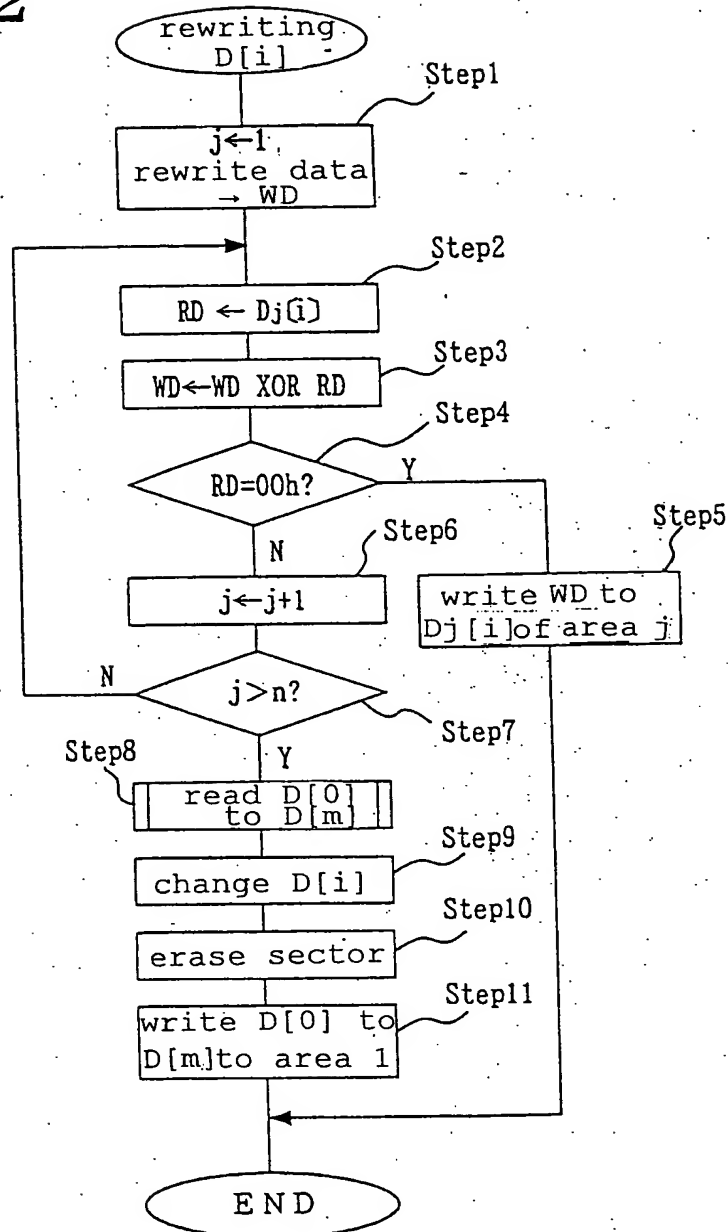 2
rewriting
D[i]
Step1
j←1,
rewrite data
→ WD
Step2
RD ← Dj[i]
Step3
WD←WD XOR RD
Step4
RD=00h?
Y
N
Step5
write WD to
Dj[i]of area j
Step6
j←j+1
N
j>n?
Step7
Y
Step8
read D[0]
to D[m]
Step9
change D[i]
Step10
erase sector
Step11
write D[0] to
D[m]to area 1
END